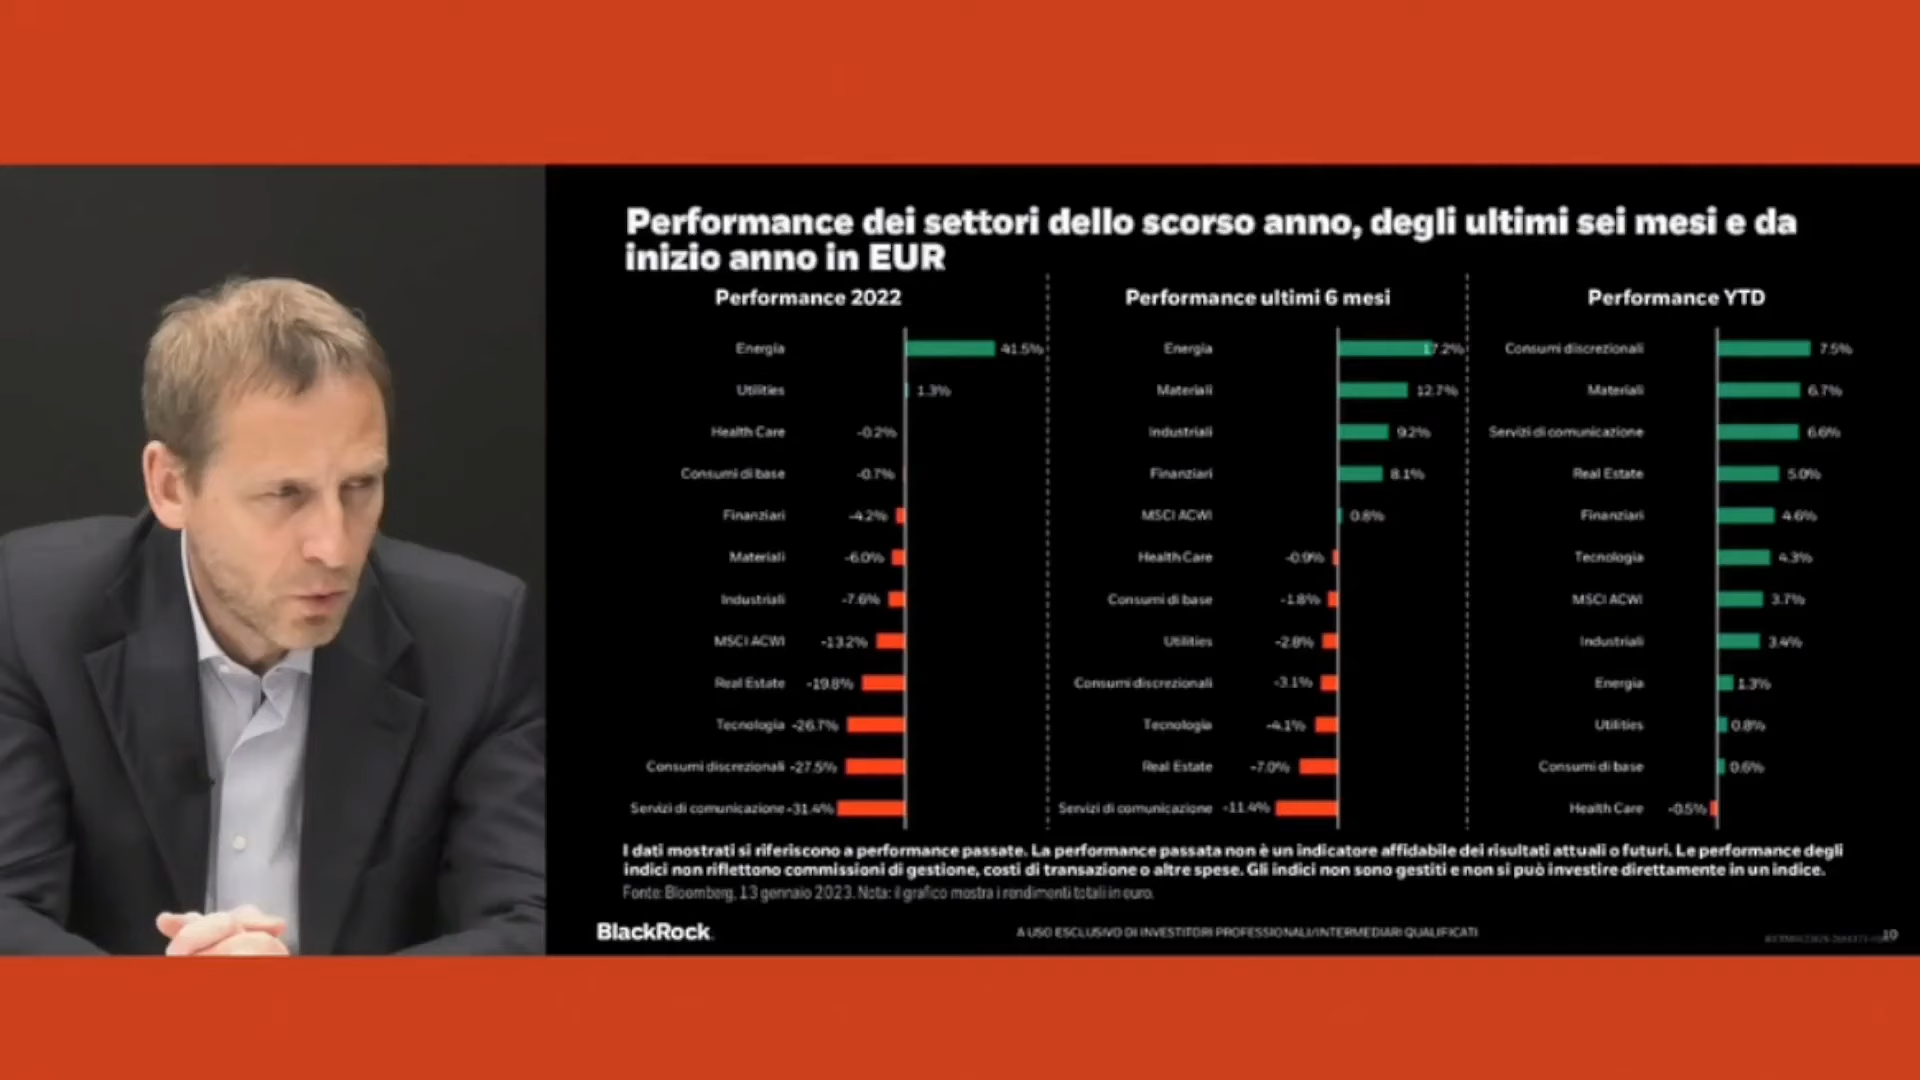 Performance dei settori dello scorso anno, degli ultimi sei mesi e da
inizio anno in EUR
Performance 2022
Energia 41.5%
Utilities 1.3%
Health Care -0.2%
Consumi di base -0.7%
Finanziari -4.2%
Materiali -6.0%
Industriali -7.6%
MSCI ACWI -13.2%
Real Estate -19.8%
Tecnologia -26.7%
Consumi discrezionali -27.5%
Servizi di comunicazione -31.4%
Performance ultimi 6 mesi
Energia 17.2%
Materiali 12.7%
Industriali 9.2%
Finanziari 8.1%
MSCI ACWI 0.8%
Health Care -0.9%
Consumi di base -1.8%
Utilities -2.8%
Consumi discrezionali -3.1%
Tecnologia -4.1%
Real Estate -7.0%
Servizi di comunicazione -11.4%
Performance YTD
Consumi discrezionali 7.5%
Materiali 6.7%
Servizi di comunicazione 6.6%
Real Estate 5.0%
Finanziari 4.6%
Tecnologia 4.3%
MSCI ACWI 3.7%
Industriali 3.4%
Energia 1.3%
Utilities 0.8%
Consumi di base 0.6%
Health Care -0.5%
I dati mostrati si riferiscono a performance passate. La performance passata non è un indicatore affidabile dei risultati attuali o futuri. Le performance degli
indici non riflettono commissioni di gestione, costi di transazione o altre spese. Gli indici non sono gestiti e non si può investire direttamente in un indice.
Fonte: Bloomberg, 13 gennaio 2023. Nota: il grafico mostra i rendimenti totali in euro.
BlackRock.
A USO ESCLUSIVO DI INVESTITORI PROFESSIONALI/INTERMEDIARI QUALIFICATI
10